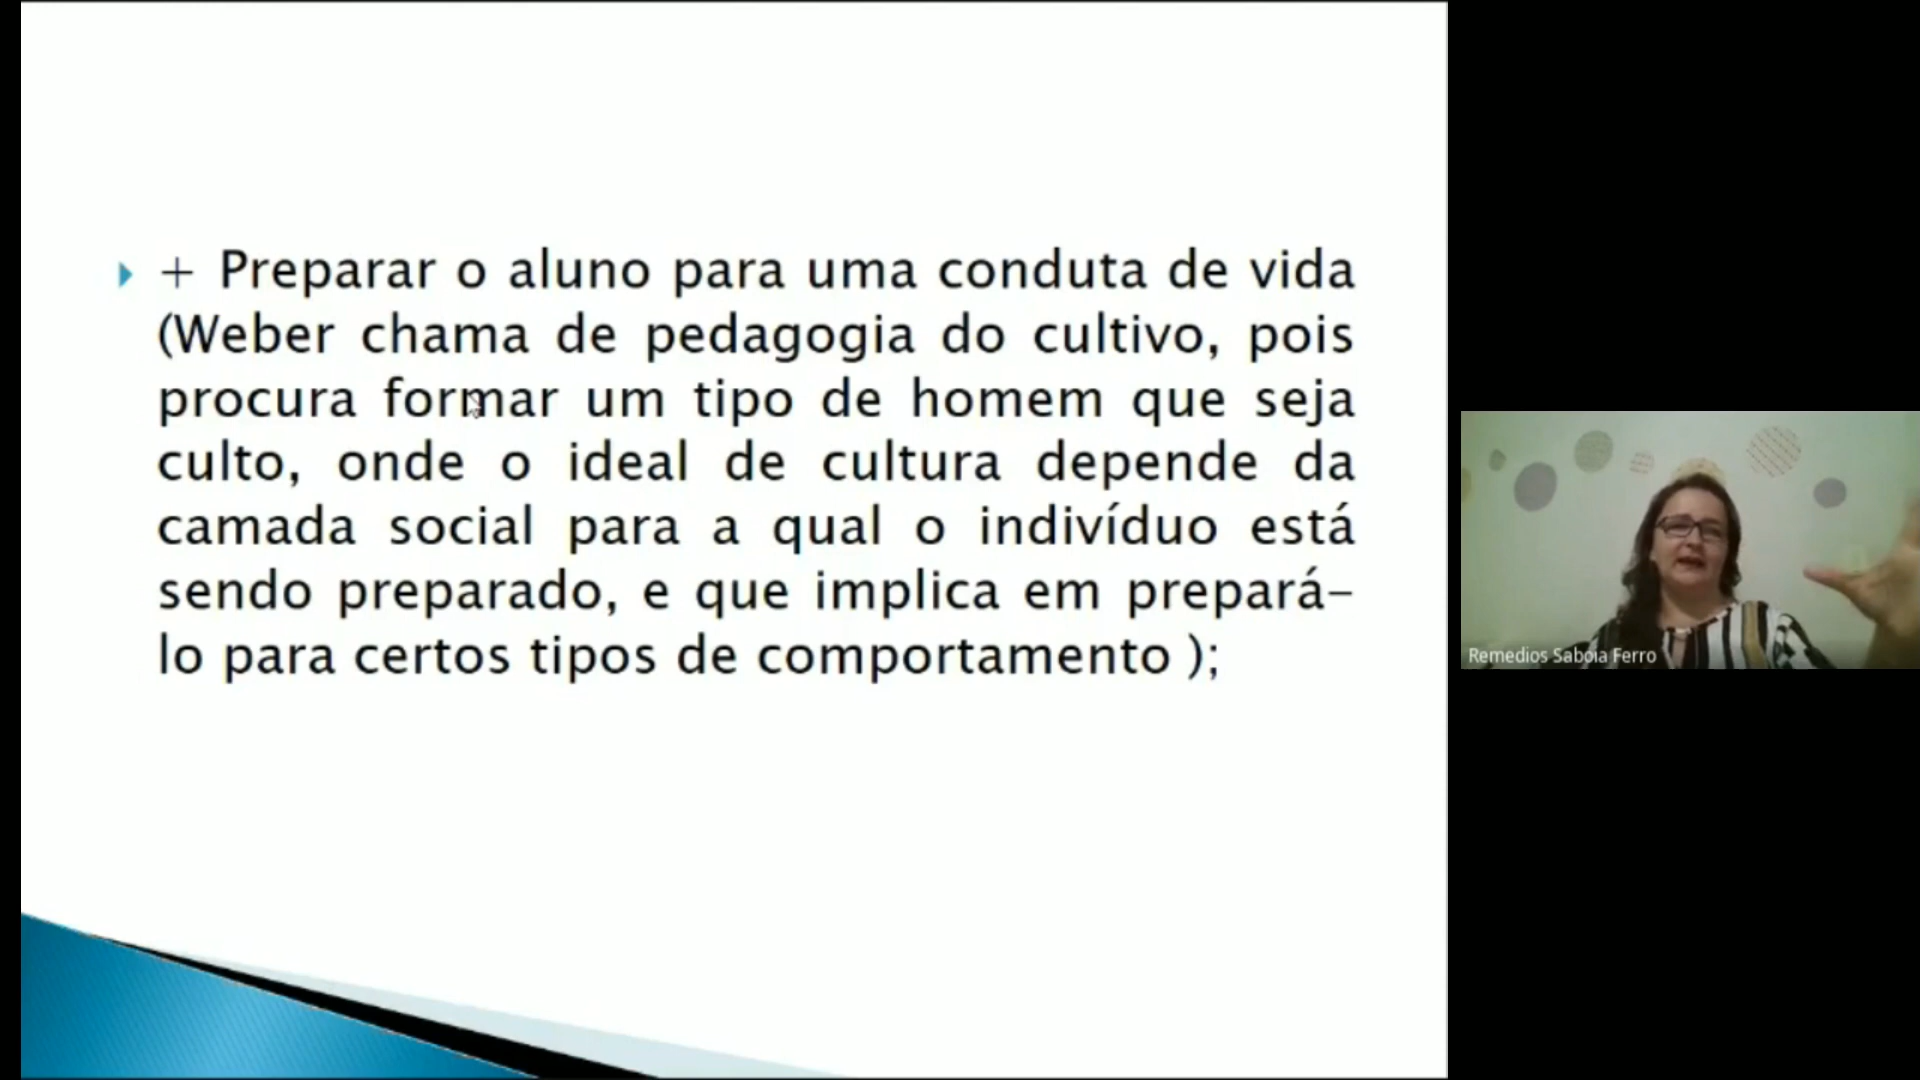 + Preparar o aluno para uma conduta de vida
(Weber chama de pedagogia do cultivo, pois
procura formar um tipo de homem que seja
culto, onde o ideal de cultura depende da
camada social para a qual o indivíduo está
sendo preparado, e que implica em prepará-
lo para certos tipos de comportamento );
Remedios Saboia Ferro